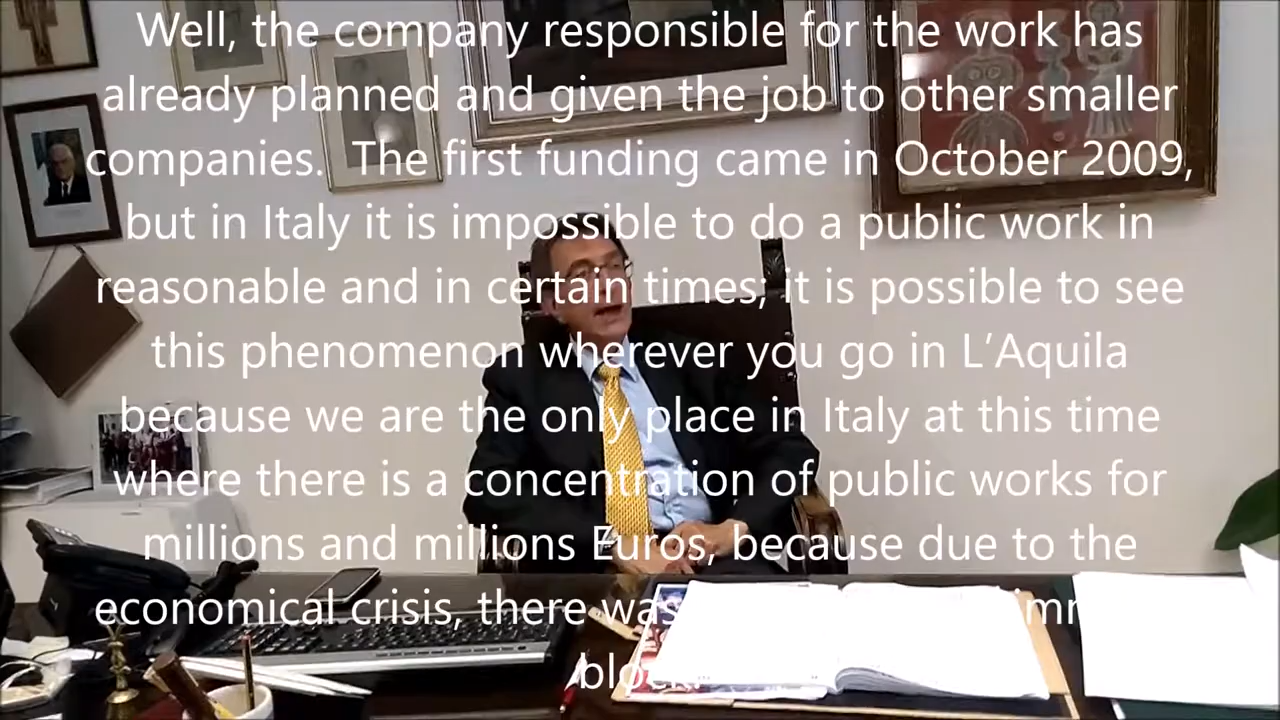 Well, the company responsible for the work has
already planned and given the job to other smaller
companies.  The first funding came in October 2009,
but in Italy it is impossible to do a public work in
reasonable and in certain times; it is possible to see
this phenomenon wherever you go in L’Aquila
because we are the only place in Italy at this time
where there is a concentration of public works for
millions and millions Euros, because due to the
economical crisis, there was
block.